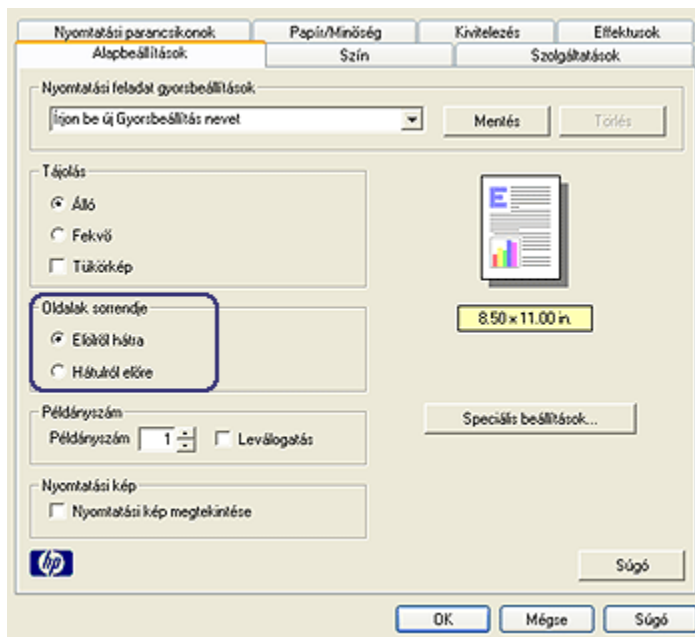 Nyomtatási parancsikonok Papír/Minőség Kivitelezés Effektusok
Alapbeállítások Szín Szolgáltatások
Nyomtatási feladat gyorsbeállítások
Írjon be új Gyorsbeállítás nevet Mentés Törlés
Tájolás
Álló
Fekvő
Tükörkép
E
Oldalak sorrendje
Elölről hátra
Hátulról előre
8.50 × 11.00 in.
Példányszám
Példányszám 1 Leválogatás
Speciális beállítások...
Nyomtatási kép
Nyomtatási kép megtekintése
hp
Súgó
OK Mégse Súgó